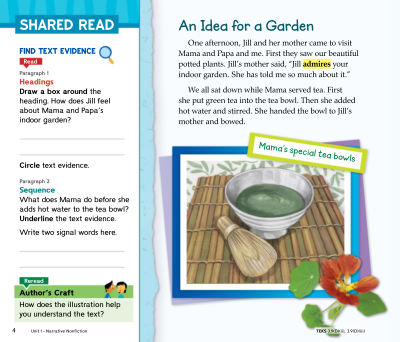 SHARED READ
FIND TEXT EVIDENCE
Read
Paragraph 1
Headings
Draw a box around the
heading. How does Jill feel
about Mama and Papa's
indoor garden?
Circle text evidence.
Paragraph 2
Sequence
What does Mama do before she
adds hot water to the tea bowl?
Underline the text evidence.
Write two signal words here.
Reread
Author's Craft
How does the illustration help
you understand the text?
4
Unit 1 - Narrative Nonfiction
An Idea for a Garden
One afternoon, Jill and her mother came to visit
Mama and Papa and me. First they saw our beautiful
potted plants. Jill's mother said, "Jill admires your
indoor garden. She has told me so much about it."
We all sat down while Mama served tea. First
she put green tea into the tea bowl. Then she added
hot water and stirred. She handed the bowl to Jill's
mother and bowed.
Mama's special tea bowls
TEKS